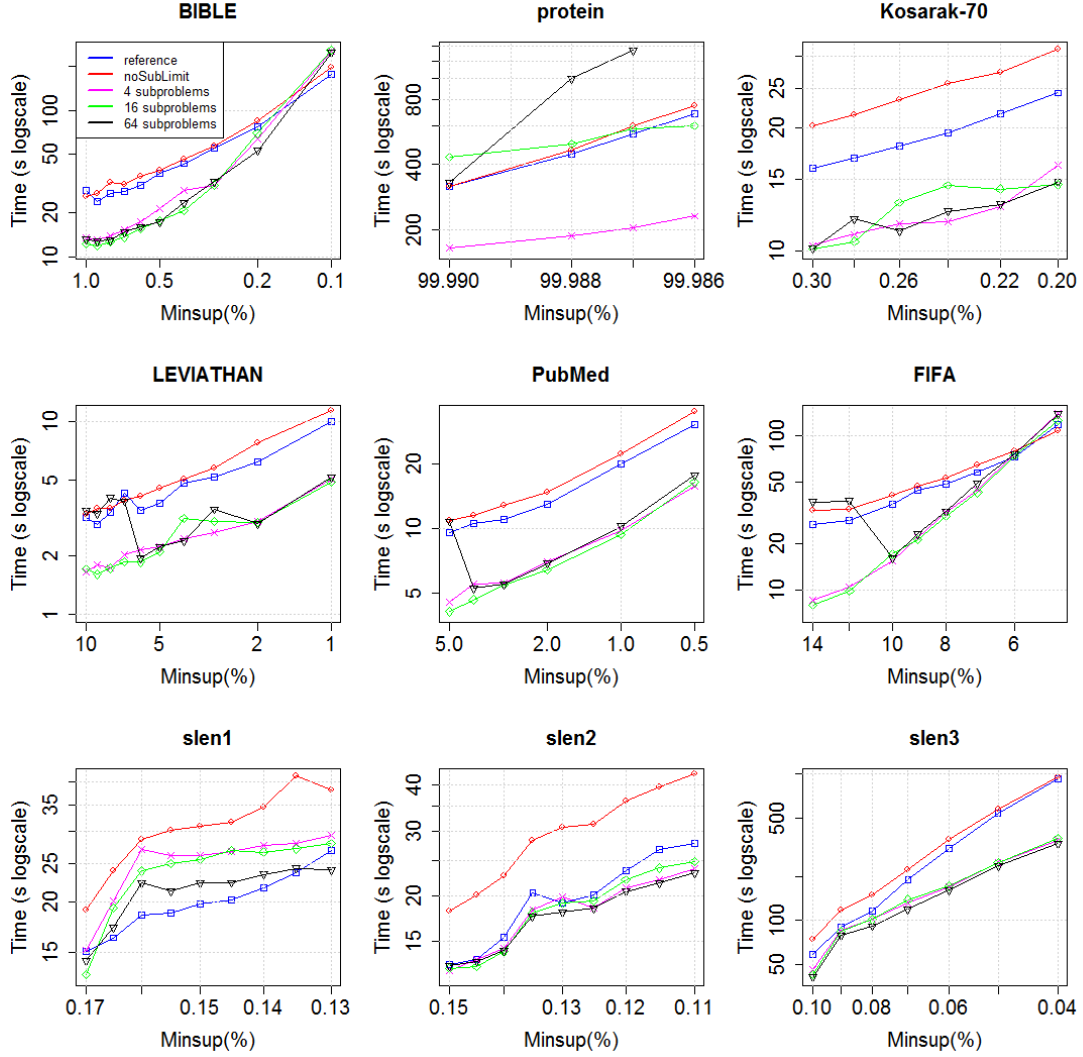 BIBLE
Time (s logscale)
100
50
20
10
reference
noSubLimit
4 subproblems
16 subproblems
64 subproblems
1.0 0.5 0.2 0.1
Minsup(%)
protein
Time (s logscale)
800
400
200
99.990 99.988 99.986
Minsup(%)
Kosarak-70
Time (s logscale)
25
20
15
10
0.30 0.26 0.22 0.20
Minsup(%)
LEVIATHAN
Time (s logscale)
10
5
2
1
10 5 2 1
Minsup(%)
PubMed
Time (s logscale)
20
10
5
5.0 2.0 1.0 0.5
Minsup(%)
FIFA
Time (s logscale)
100
50
20
10
14 10 8 6
Minsup(%)
slen1
Time (s logscale)
35
25
20
15
0.17 0.15 0.14 0.13
Minsup(%)
slen2
Time (s logscale)
40
30
20
15
0.15 0.13 0.12 0.11
Minsup(%)
slen3
Time (s logscale)
500
100
50
0.10 0.08 0.06 0.04
Minsup(%)